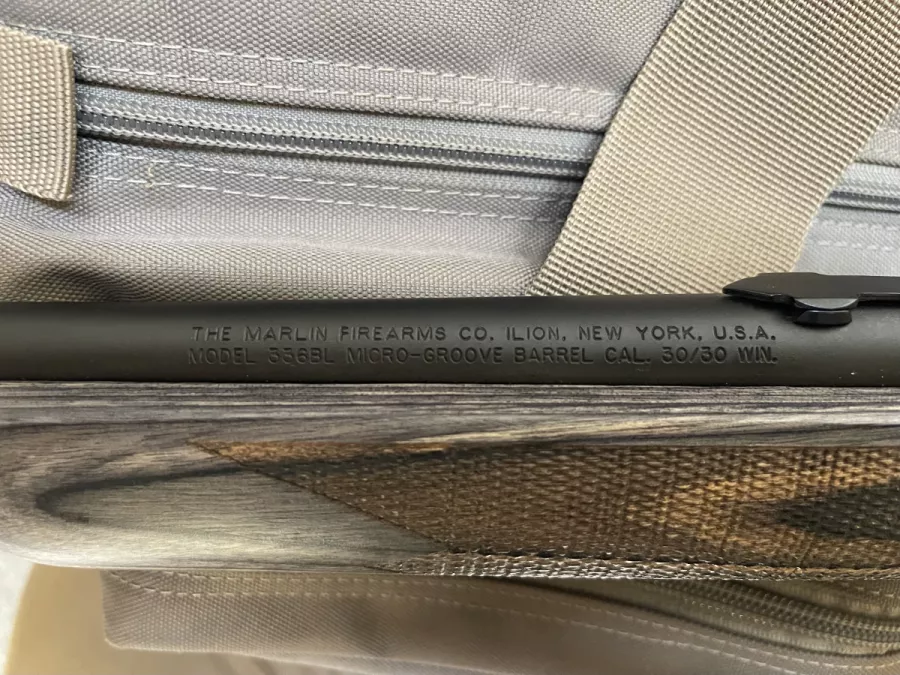 THE MARLIN FIREARMS CO. ILION, NEW YORK, U.S.A.
MODEL 336BL MICRO-GROOVE BARREL CAL. 30/30 WIN.